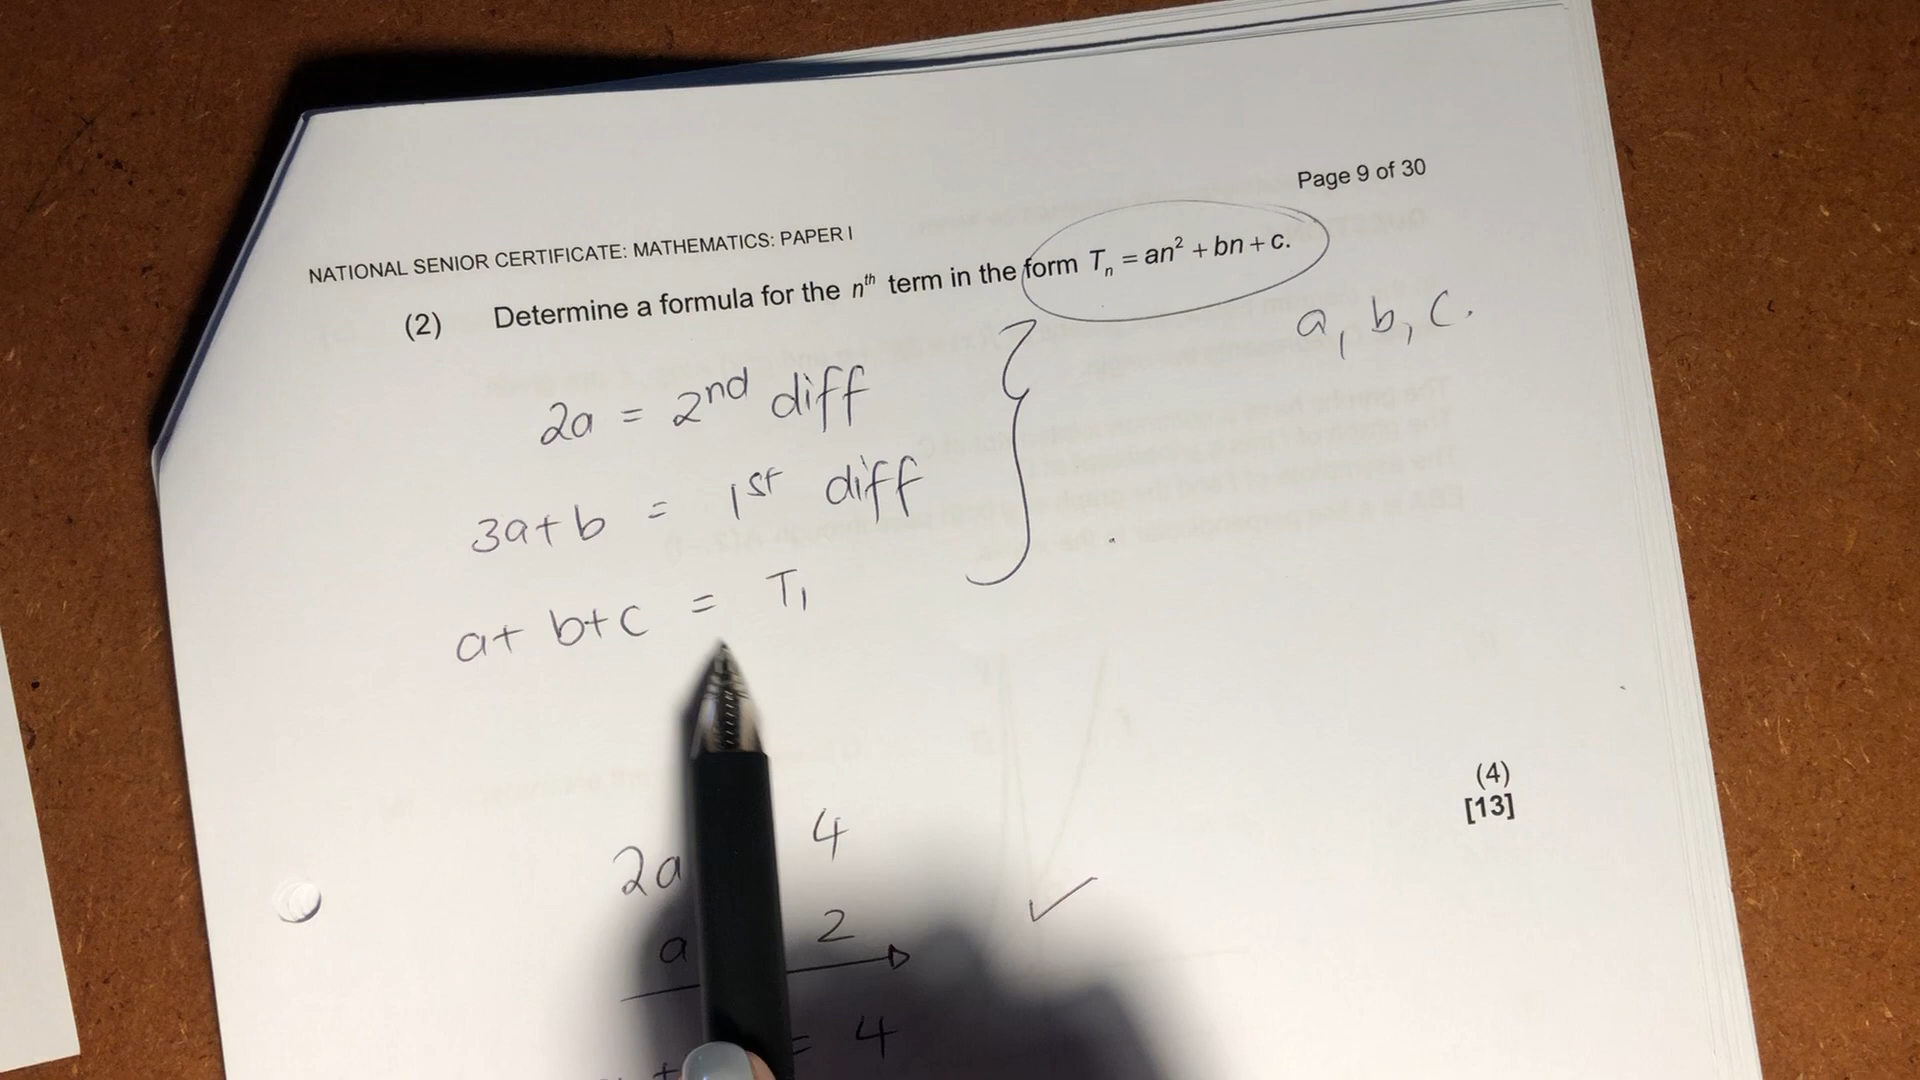 Page 9 of 30
NATIONAL SENIOR CERTIFICATE: MATHEMATICS: PAPER I
(2) Determine a formula for the nᵗʰ term in the form Tₙ = an² + bn + c.
a, b, c.
2a = 2ⁿᵈ diff
3a+b = 1ˢᵗ diff
a+ b+c = T₁
(4)
[13]
2a 4
a 2
+ = 4